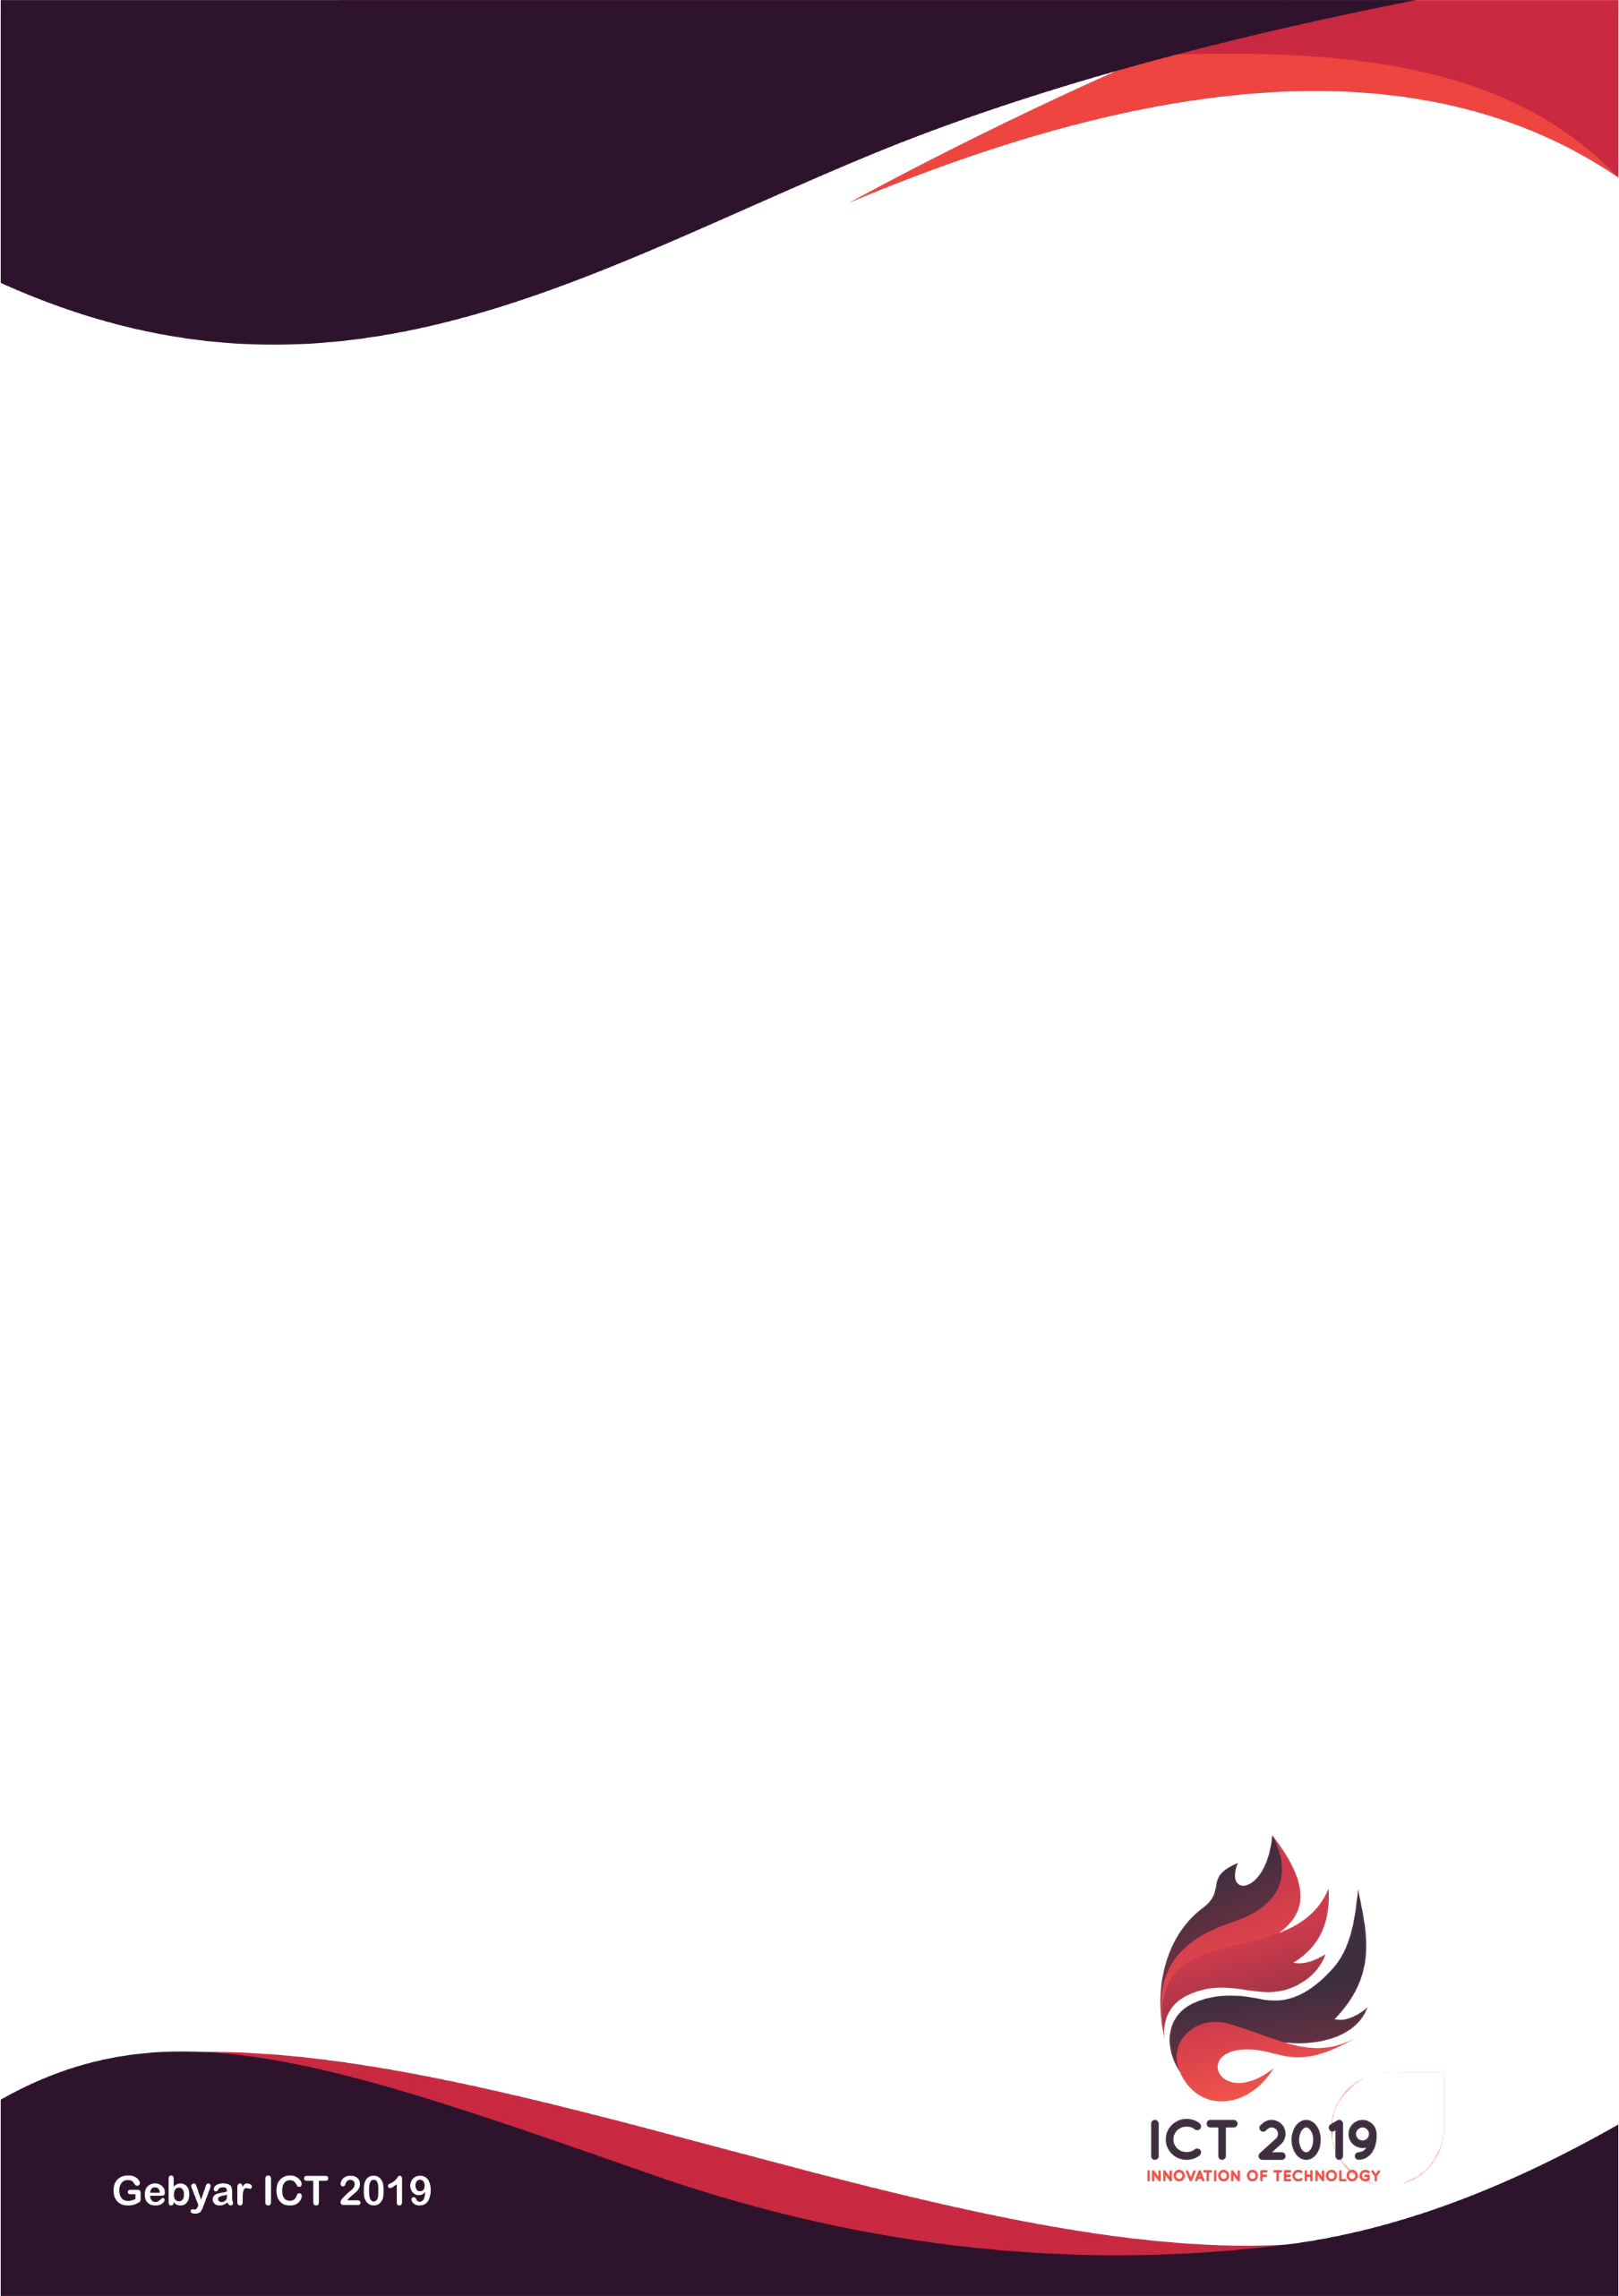 ICT 2019
INNOVATION OF TECHNOLOGY
Gebyar ICT 2019